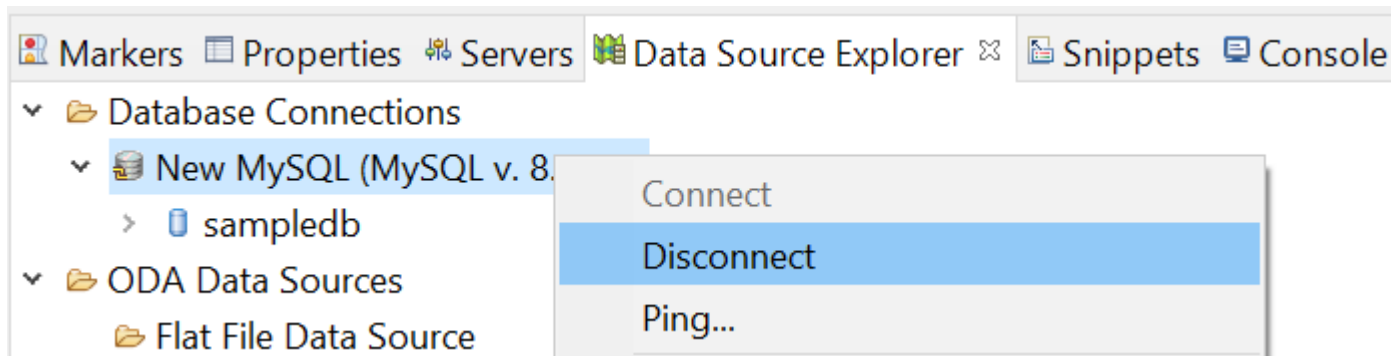 Markers Properties Servers Data Source Explorer Snippets Console
Database Connections
New MySQL (MySQL v. 8.
Connect
sampledb
Disconnect
ODA Data Sources
Ping...
Flat File Data Source